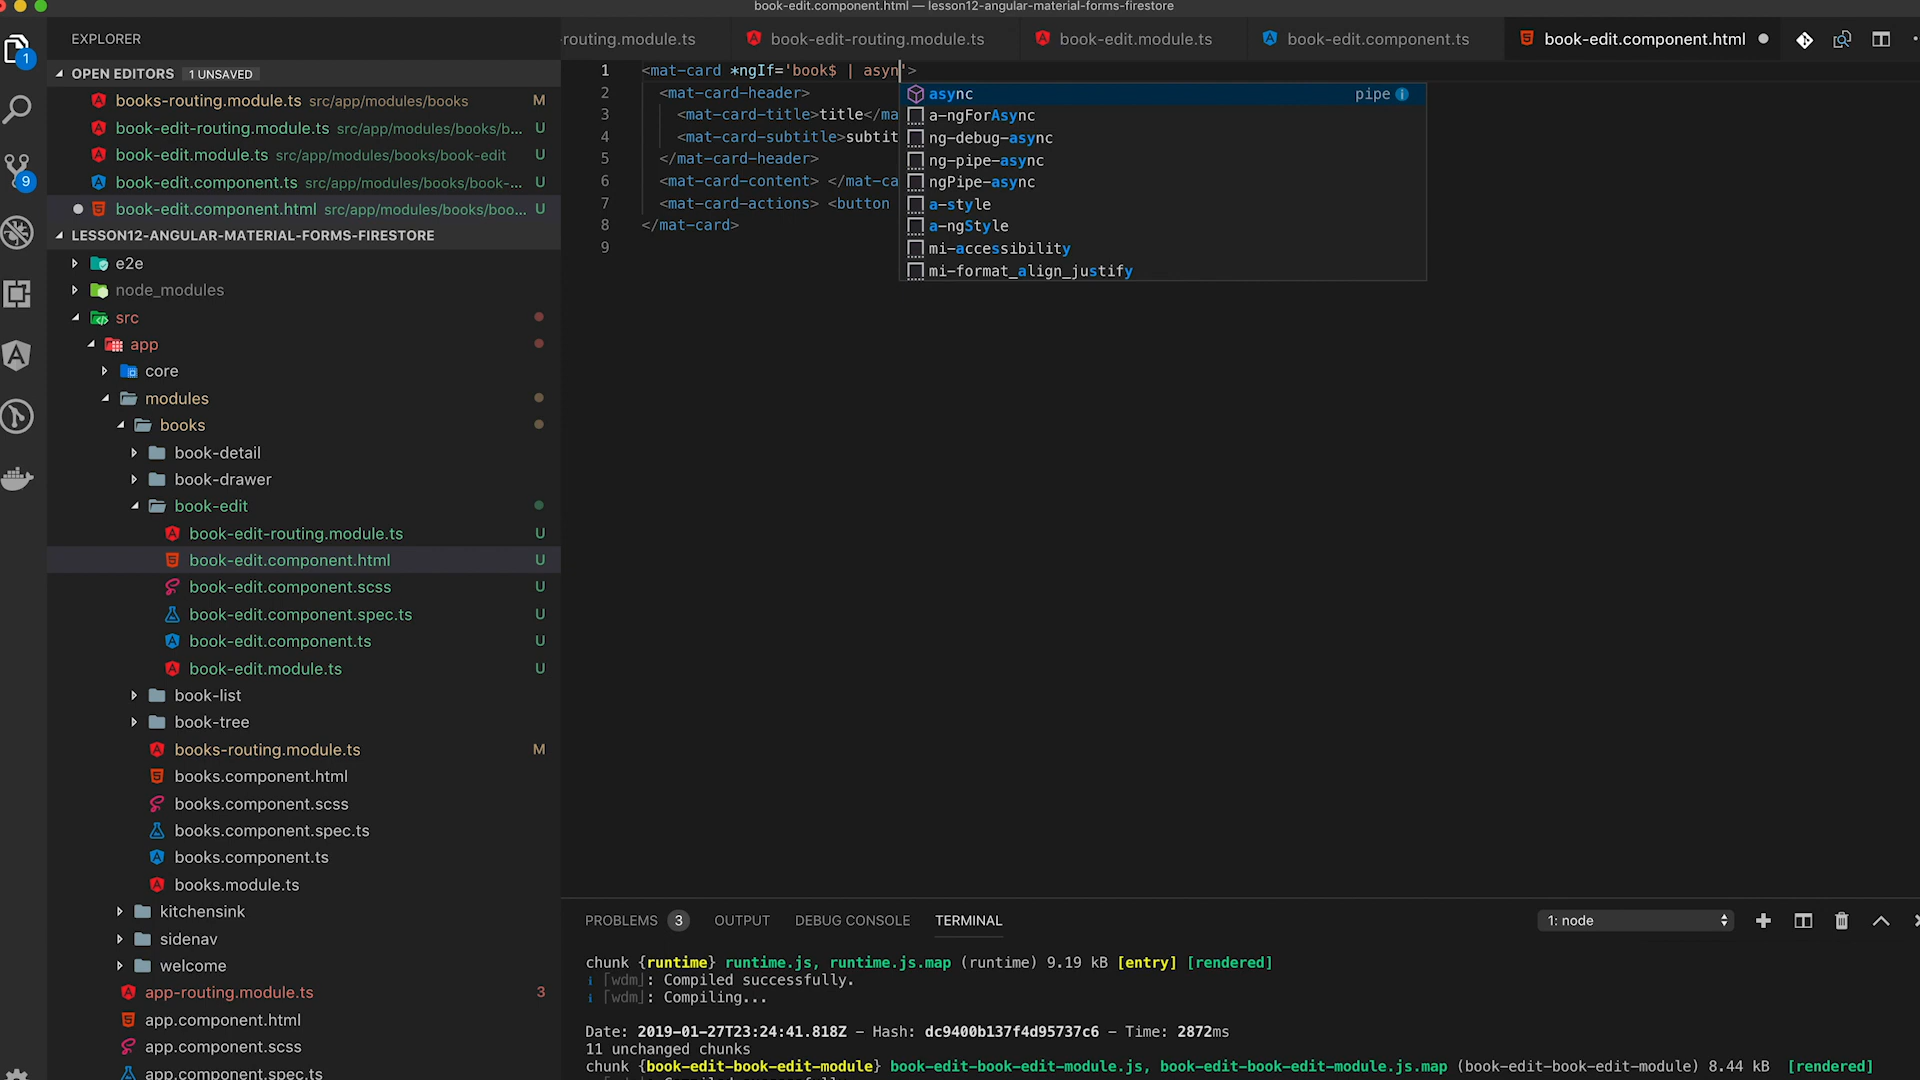 book-edit.component.html — lesson12-angular-material-forms-firestore
EXPLORER
routing.module.ts
book-edit-routing.module.ts
book-edit.module.ts
book-edit.component.ts
book-edit.component.html
1
9
OPEN EDITORS 1 UNSAVED
books-routing.module.ts src/app/modules/books M
book-edit-routing.module.ts src/app/modules/books/b... U
book-edit.module.ts src/app/modules/books/book-edit U
book-edit.component.ts src/app/modules/books/book-... U
book-edit.component.html src/app/modules/books/boo... U
LESSON12-ANGULAR-MATERIAL-FORMS-FIRESTORE
e2e
node_modules
src
app
core
modules
books
book-detail
book-drawer
book-edit
book-edit-routing.module.ts U
book-edit.component.html U
book-edit.component.scss U
book-edit.component.spec.ts U
book-edit.component.ts U
book-edit.module.ts U
book-list
book-tree
books-routing.module.ts M
books.component.html
books.component.scss
books.component.spec.ts
books.component.ts
books.module.ts
kitchensink
sidenav
welcome
app-routing.module.ts 3
app.component.html
app.component.scss
app.component.spec.ts
1 <mat-card *ngIf='book$ | asyn'>
2 <mat-card-header>
3 <mat-card-title>title</ma
4 <mat-card-subtitle>subtit
5 </mat-card-header>
6 <mat-card-content> </mat-ca
7 <mat-card-actions> <button
8 </mat-card>
9
async pipe
a-ngForAsync
ng-debug-async
ng-pipe-async
ngPipe-async
a-style
a-ngStyle
mi-accessibility
mi-format_align_justify
PROBLEMS 3 OUTPUT DEBUG CONSOLE TERMINAL 1: node
chunk {runtime} runtime.js, runtime.js.map (runtime) 9.19 kB [entry] [rendered]
i ｢wdm｣: Compiled successfully.
i ｢wdm｣: Compiling...
Date: 2019-01-27T23:24:41.818Z - Hash: dc9400b137f4d95737c6 - Time: 2872ms
11 unchanged chunks
chunk {book-edit-book-edit-module} book-edit-book-edit-module.js, book-edit-book-edit-module.js.map (book-edit-book-edit-module) 8.44 kB [rendered]